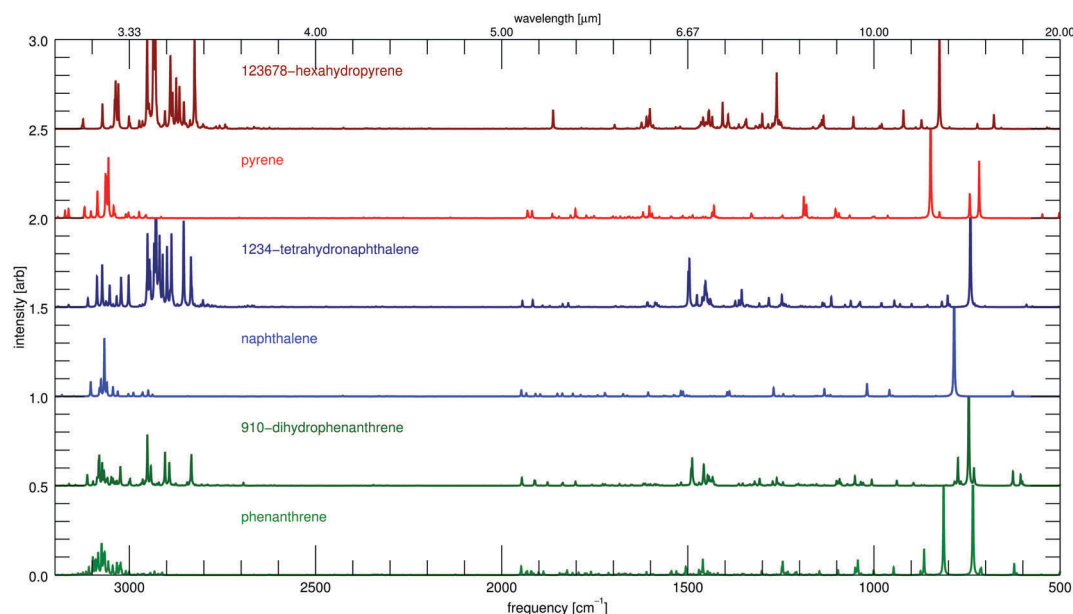 wavelength [μm]
3.33 4.00 5.00 6.67 10.00 20.00
3.0
123678-hexahydropyrene
2.5
pyrene
2.0
1234-tetrahydronaphthalene
intensity [arb]
1.5
naphthalene
1.0
910-dihydrophenanthrene
0.5
phenanthrene
0.0
3000 2500 2000 1500 1000 500
frequency [cm⁻¹]